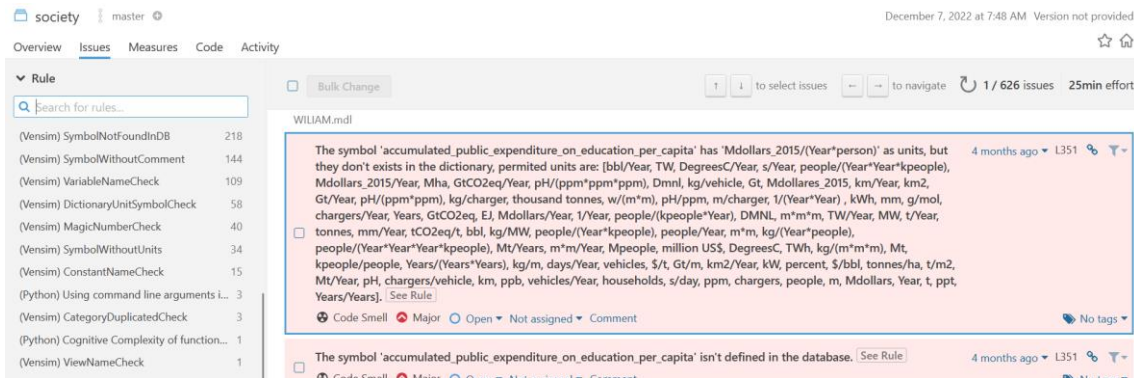 society master
December 7, 2022 at 7:48 AM Version not provided
Overview Issues Measures Code Activity
Rule
Search for rules...
(Vensim) SymbolNotFoundInDB 218
(Vensim) SymbolWithoutComment 144
(Vensim) VariableNameCheck 109
(Vensim) DictionaryUnitSymbolCheck 58
(Vensim) MagicNumberCheck 40
(Vensim) SymbolWithoutUnits 34
(Vensim) ConstantNameCheck 15
(Python) Using command line arguments i... 3
(Vensim) CategoryDuplicatedCheck 3
(Python) Cognitive Complexity of function... 1
(Vensim) ViewNameCheck 1
Bulk Change
↑ ↓ to select issues ← → to navigate 1 / 626 issues 25min effort
WILIAM.mdl
The symbol 'accumulated_public_expenditure_on_education_per_capita' has 'Mdollars_2015/(Year*person)' as units, but
they don't exists in the dictionary, permited units are: [bbl/Year, TW, DegreesC/Year, s/Year, people/(Year*Year*kpeople),
Mdollars_2015/Year, Mha, GtCO2eq/Year, pH/(ppm*ppm*ppm), Dmnl, kg/vehicle, Gt, Mdollares_2015, km/Year, km2,
Gt/Year, pH/(ppm*ppm), kg/charger, thousand tonnes, w/(m*m), pH/ppm, m/charger, 1/(Year*Year) , kWh, mm, g/mol,
chargers/Year, Years, GtCO2eq, EJ, Mdollars/Year, 1/Year, people/(kpeople*Year), DMNL, m*m*m, TW/Year, MW, t/Year,
tonnes, mm/Year, tCO2eq/t, bbl, kg/MW, people/(Year*kpeople), people/Year, m*m, kg/(Year*people),
people/(Year*Year*Year*kpeople), Mt/Years, m*m/Year, Mpeople, million US$, DegreesC, TWh, kg/(m*m*m), Mt,
kpeople/people, Years/(Years*Years), kg/m, days/Year, vehicles, $/t, Gt/m, km2/Year, kW, percent, $/bbl, tonnes/ha, t/m2,
Mt/Year, pH, chargers/vehicle, km, ppb, vehicles/Year, households, s/day, ppm, chargers, people, m, Mdollars, Year, t, ppt,
Years/Years]. See Rule
4 months ago L351
Code Smell Major Open Not assigned Comment
No tags
The symbol 'accumulated_public_expenditure_on_education_per_capita' isn't defined in the database. See Rule
4 months ago L351
Code Smell Major Open Not assigned Comment
No tags